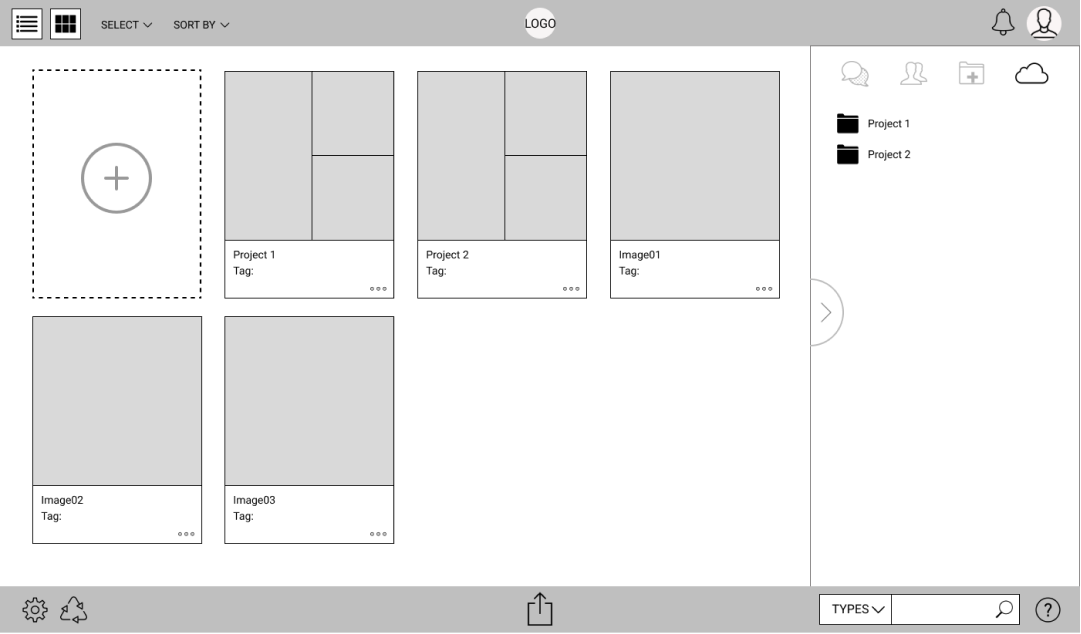 SELECT
SORT BY
LOGO
Project 1
Tag:
Project 2
Tag:
Image01
Tag:
Image02
Tag:
Image03
Tag:
Project 1
Project 2
TYPES
?